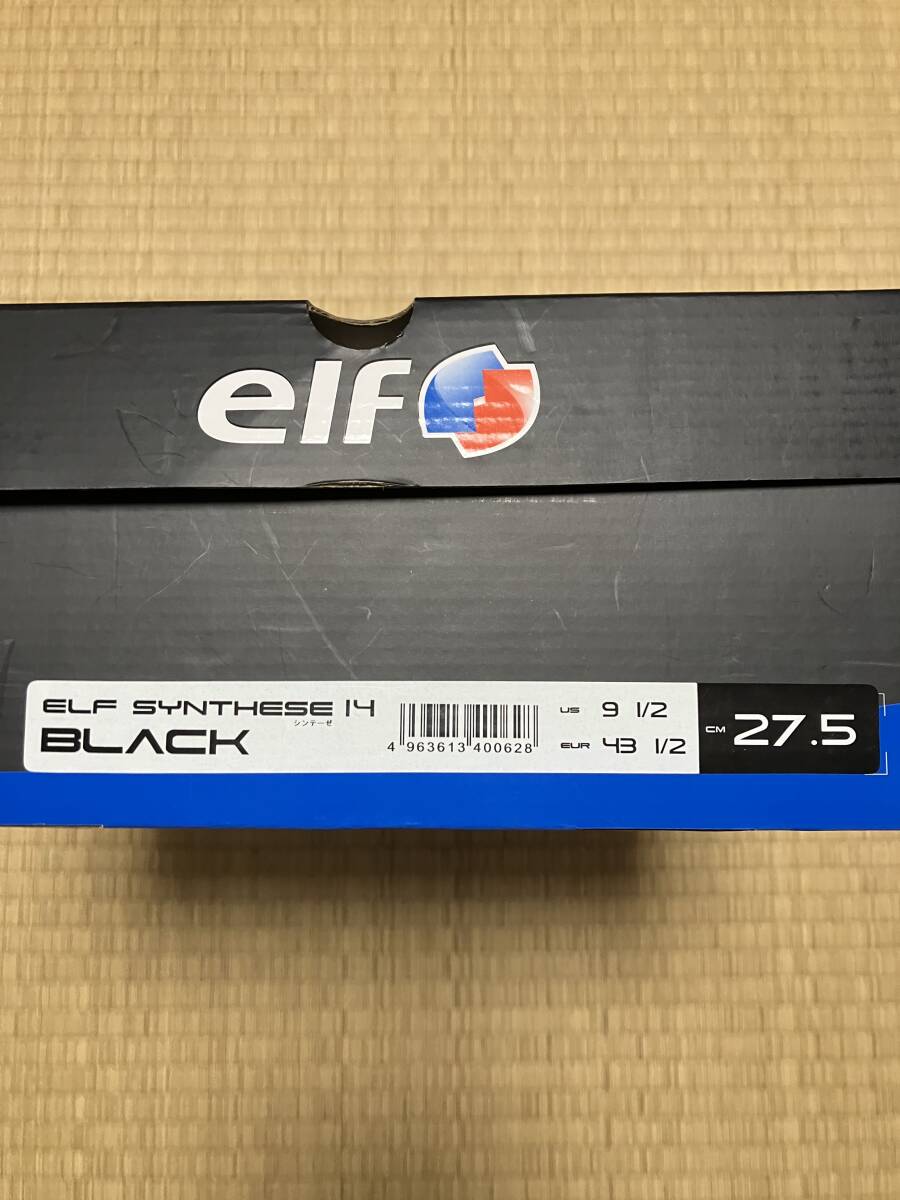 elf
ELF SYNTHESE 14
シンテーゼ
BLACK
4 963613 400628
US 9 1/2
EUR 43 1/2
CM 27.5